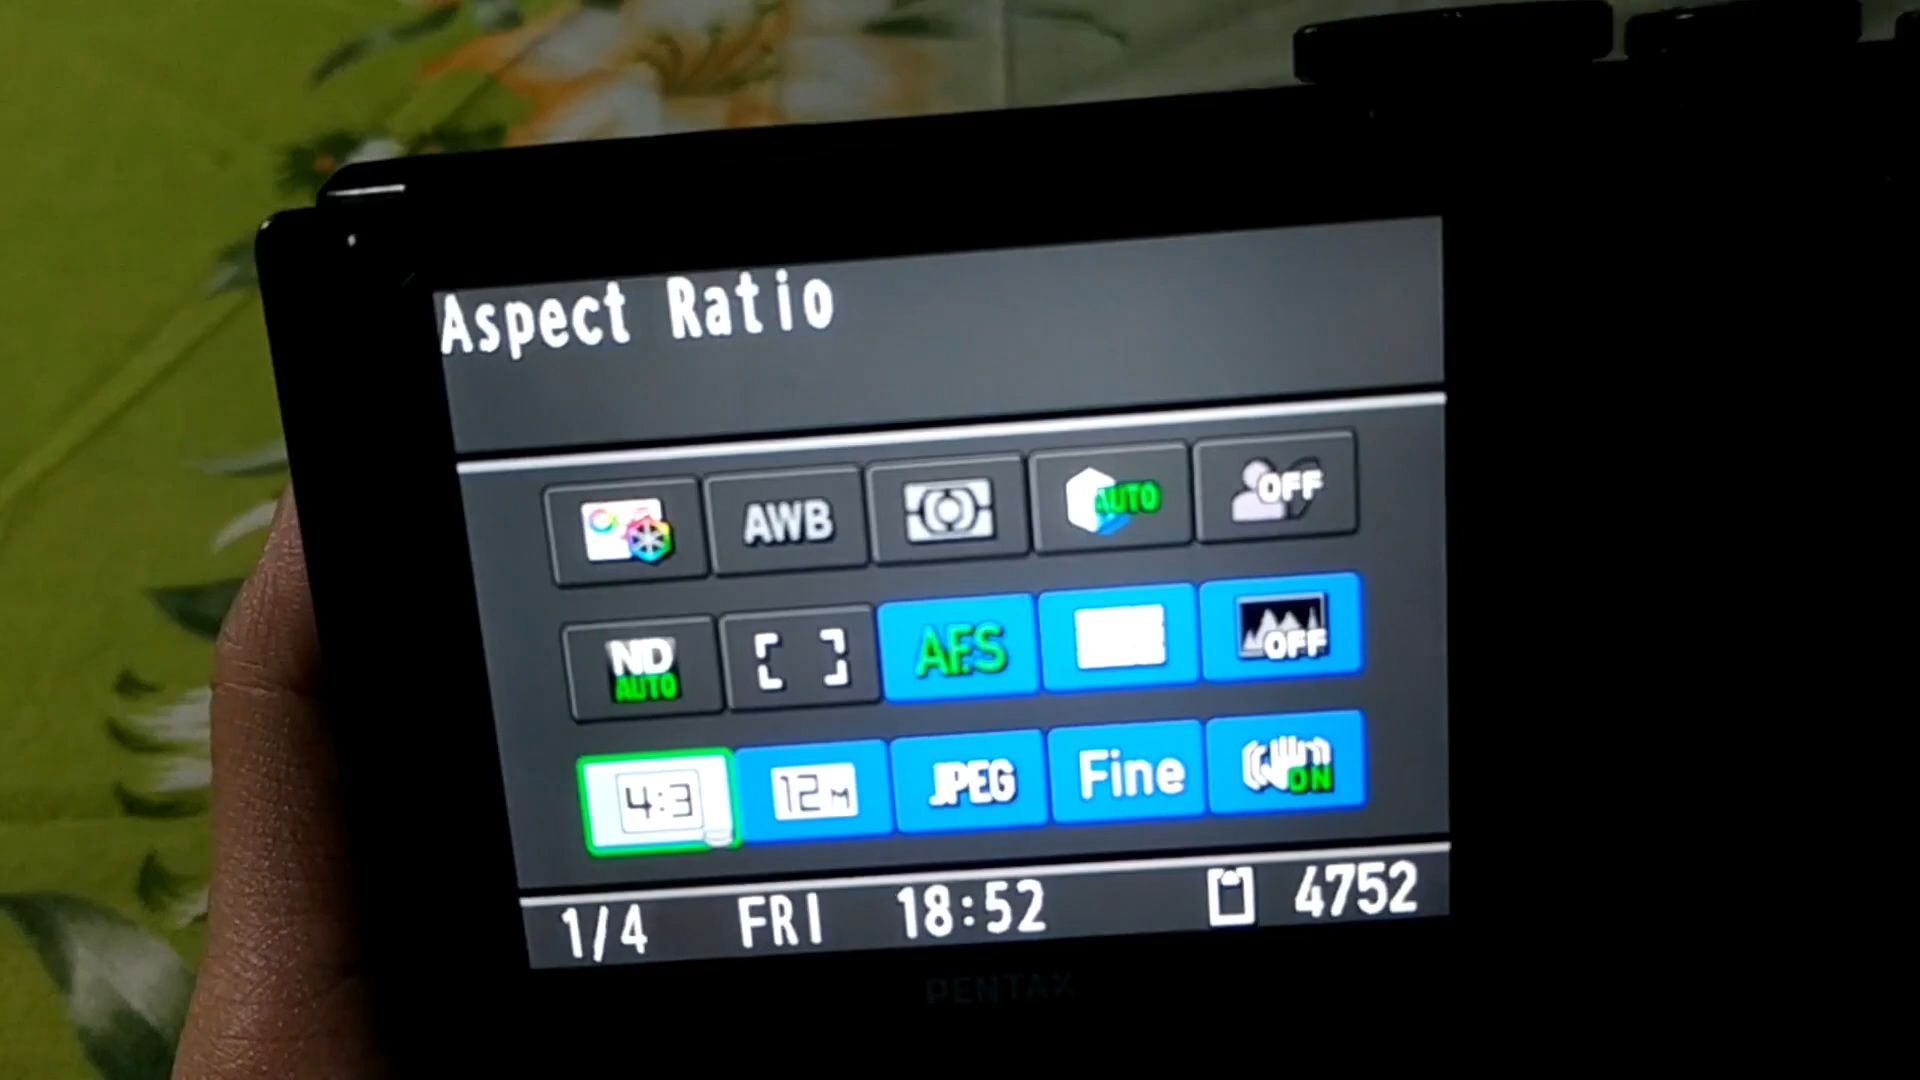 Aspect Ratio
AWB AUTO OFF
ND AUTO AF.S OFF
4:3 12M JPEG Fine ON
1/4 FRI 18:52 4752
PENTAX